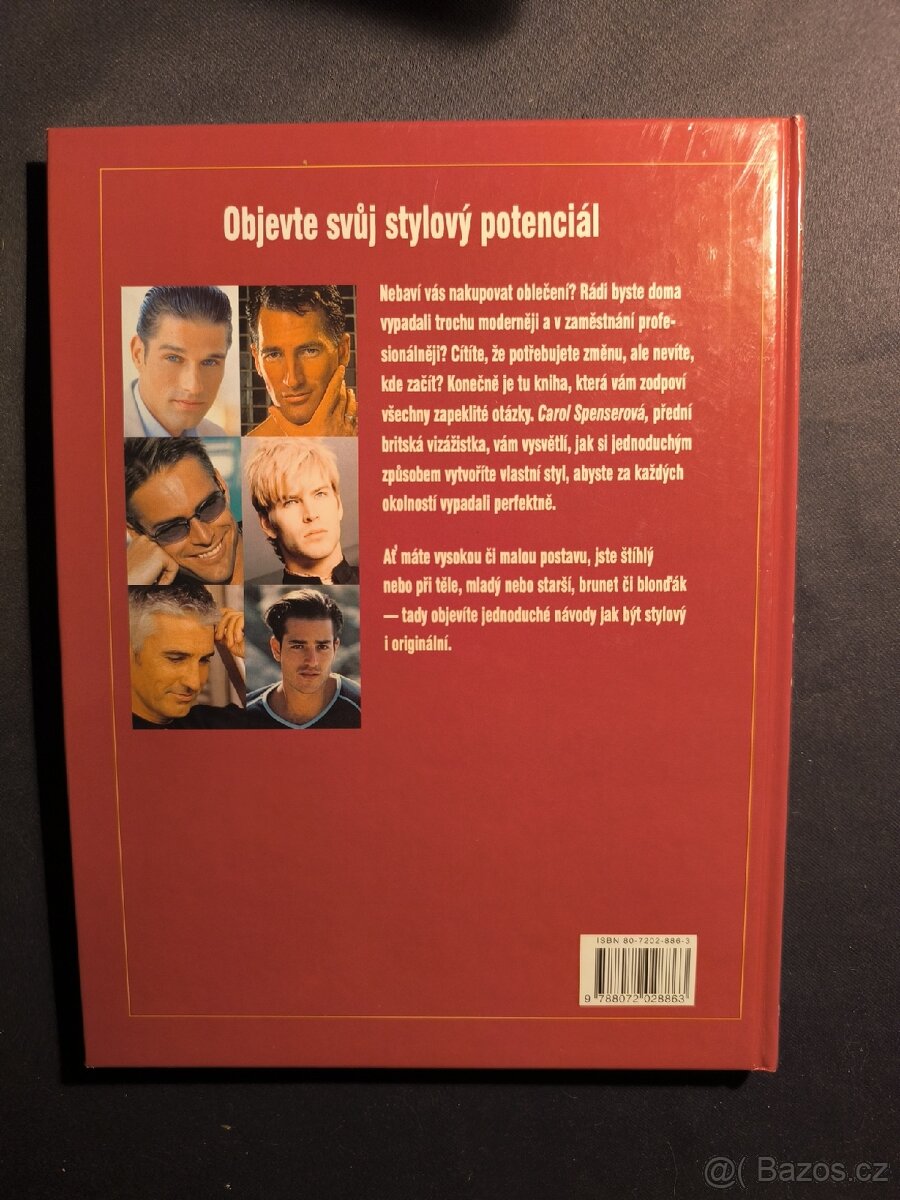 Objevte svůj stylový potenciál
Nebaví vás nakupovat oblečení? Rádi byste doma
vypadali trochu moderněji a v zaměstnání profe-
sionálněji? Cítíte, že potřebujete změnu, ale nevíte,
kde začít? Konečně je tu kniha, která vám zodpoví
všechny zapeklité otázky. Carol Spenserová, přední
britská vizážistka, vám vysvětlí, jak si jednoduchým
způsobem vytvoříte vlastní styl, abyste za každých
okolností vypadali perfektně.
Ať máte vysokou či malou postavu, jste štíhlý
nebo při těle, mladý nebo starší, brunet či blonďák
— tady objevíte jednoduché návody jak být stylový
i originální.
ISBN 80-7202-886-3
9 788072 028863
@( Bazos.cz